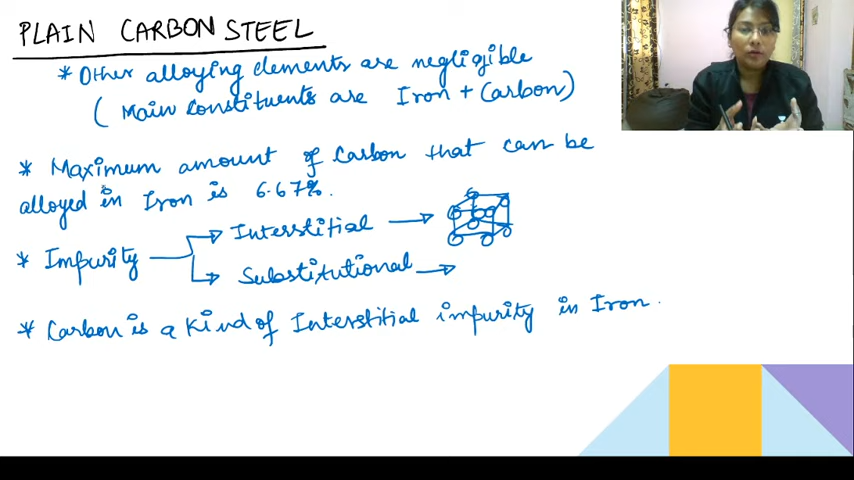 PLAIN CARBON STEEL
* Other alloying elements are negligible
( Main Constituents are Iron + Carbon)
* Maximum amount of Carbon that can be
alloyed in Iron is 6.67%.
* Impurity → Interstitial →
→ Substitutional →
* Carbon is a kind of Interstitial impurity in Iron.